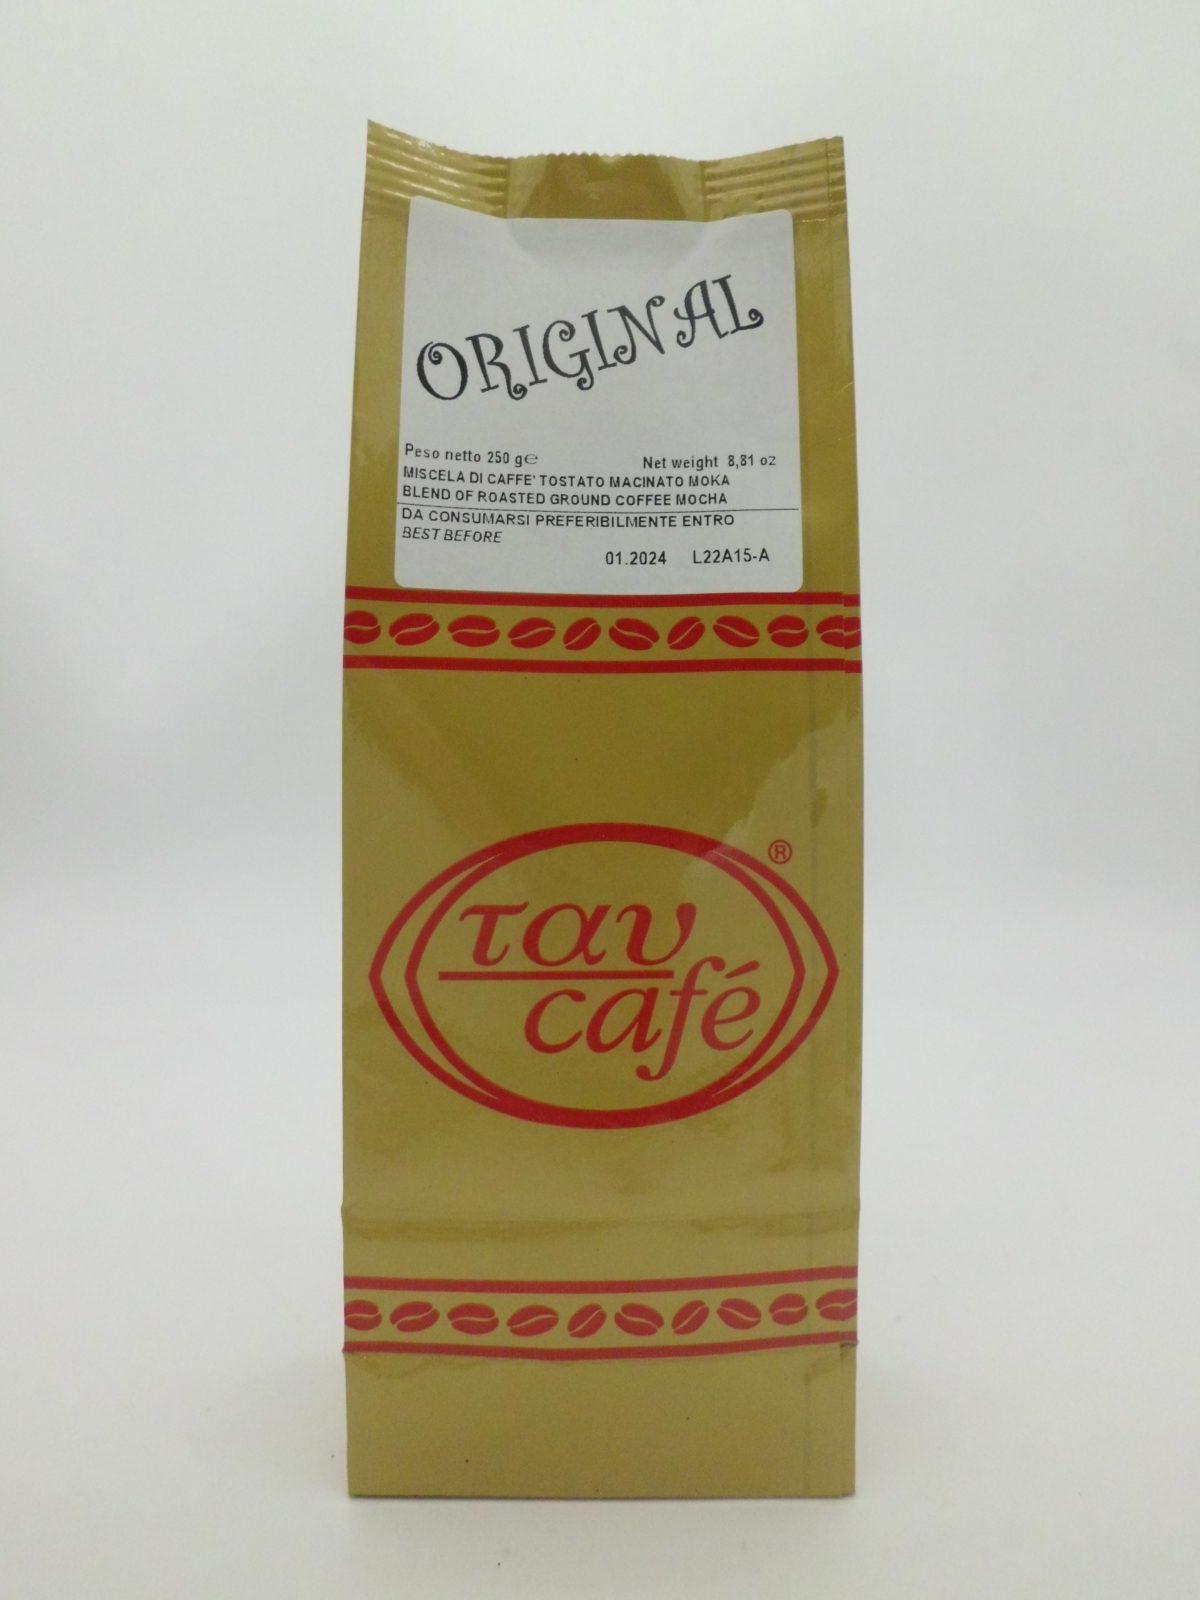 ORIGINAL
Peso netto 250 g℮ Net weight 8,81 oz
MISCELA DI CAFFE' TOSTATO MACINATO MOKA
BLEND OF ROASTED GROUND COFFEE MOCHA
DA CONSUMARSI PREFERIBILMENTE ENTRO
BEST BEFORE
01.2024 L22A15-A
®
ταυ
café